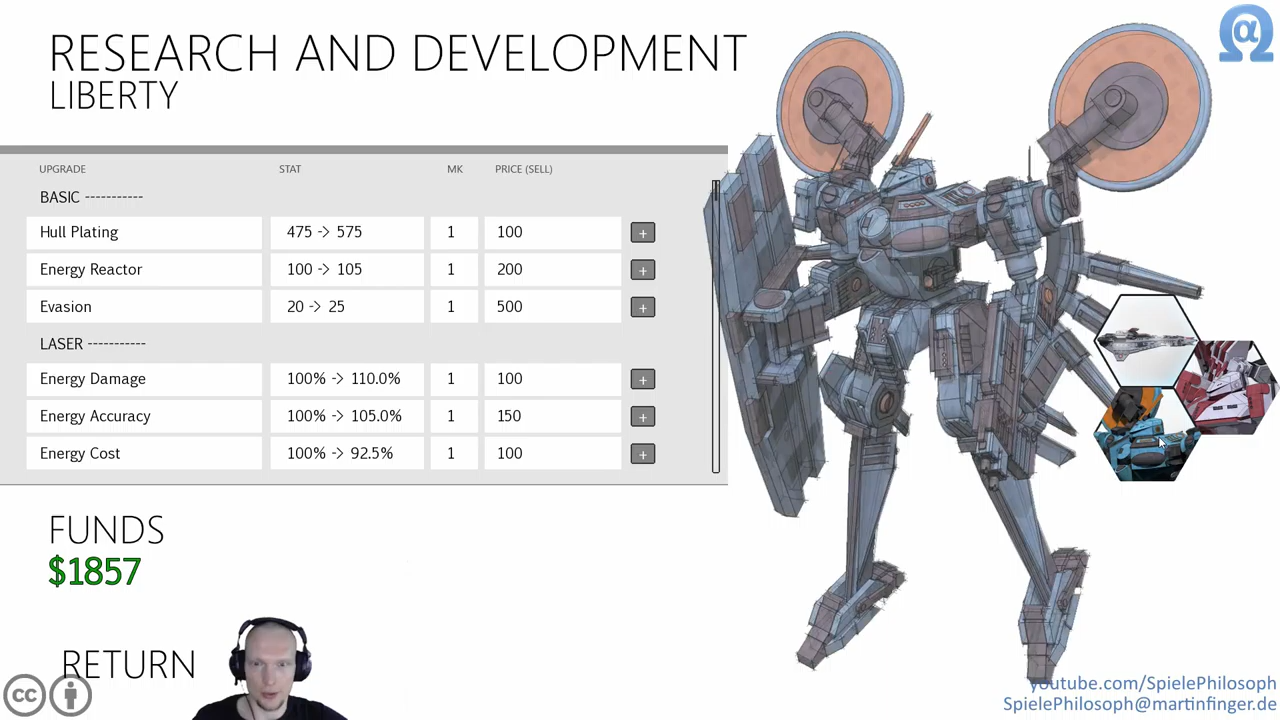 RESEARCH AND DEVELOPMENT
LIBERTY
UPGRADE STAT MK PRICE (SELL)
BASIC -----------
Hull Plating 475 -> 575 1 100 +
Energy Reactor 100 -> 105 1 200 +
Evasion 20 -> 25 1 500 +
LASER -----------
Energy Damage 100% -> 110.0% 1 100 +
Energy Accuracy 100% -> 105.0% 1 150 +
Energy Cost 100% -> 92.5% 1 100 +
FUNDS
$1857
RETURN
cc
youtube.com/SpielePhilosoph
SpielePhilosoph@martinfinger.de